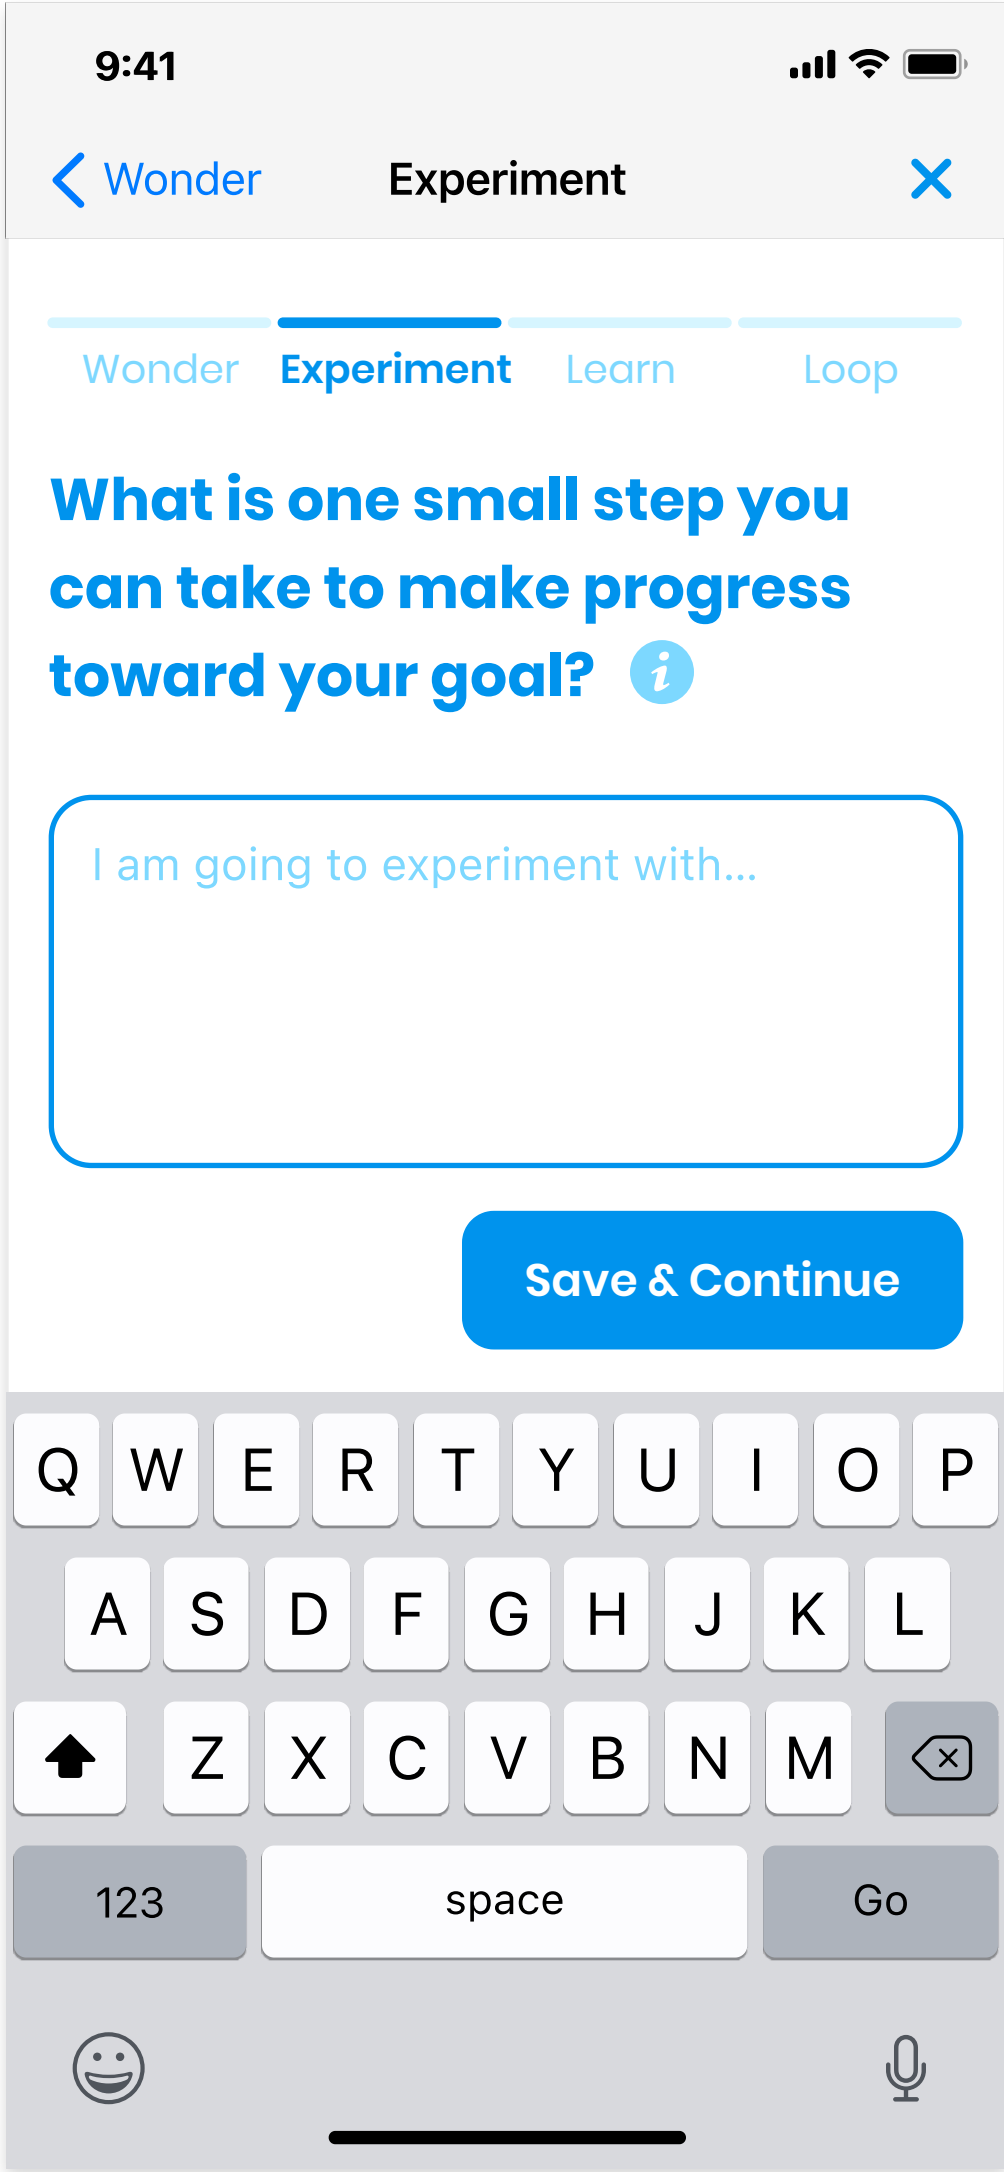 9:41
Wonder Experiment
Wonder Experiment Learn Loop
What is one small step you
can take to make progress
toward your goal? i
I am going to experiment with...
Save & Continue
Q W E R T Y U I O P
A S D F G H J K L
Z X C V B N M
123 space Go